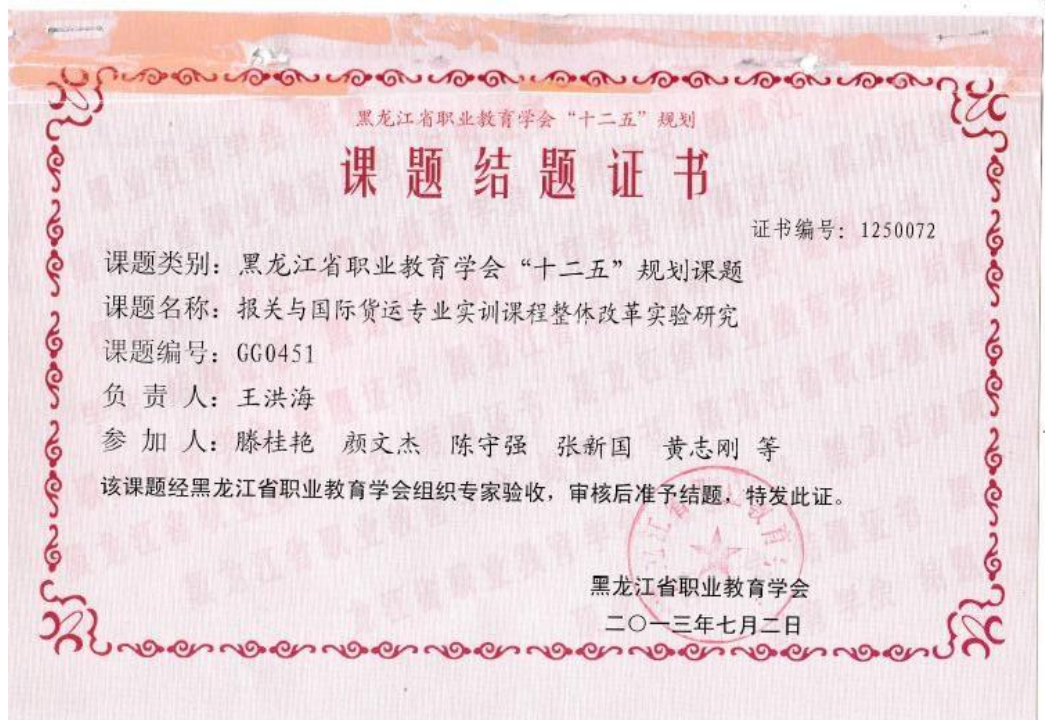 黑龙江省职业教育学会“十二五”规划
课题结题证书
证书编号：1250072
课题类别：黑龙江省职业教育学会“十二五”规划课题
课题名称：报关与国际货运专业实训课程整体改革实验研究
课题编号：GG0451
负责人：王洪海
参加人：滕桂艳 颜文杰 陈守强 张新国 黄志刚 等
该课题经黑龙江省职业教育学会组织专家验收，审核后准予结题，特发此证。
黑龙江省职业教育学会
二〇一三年七月二日